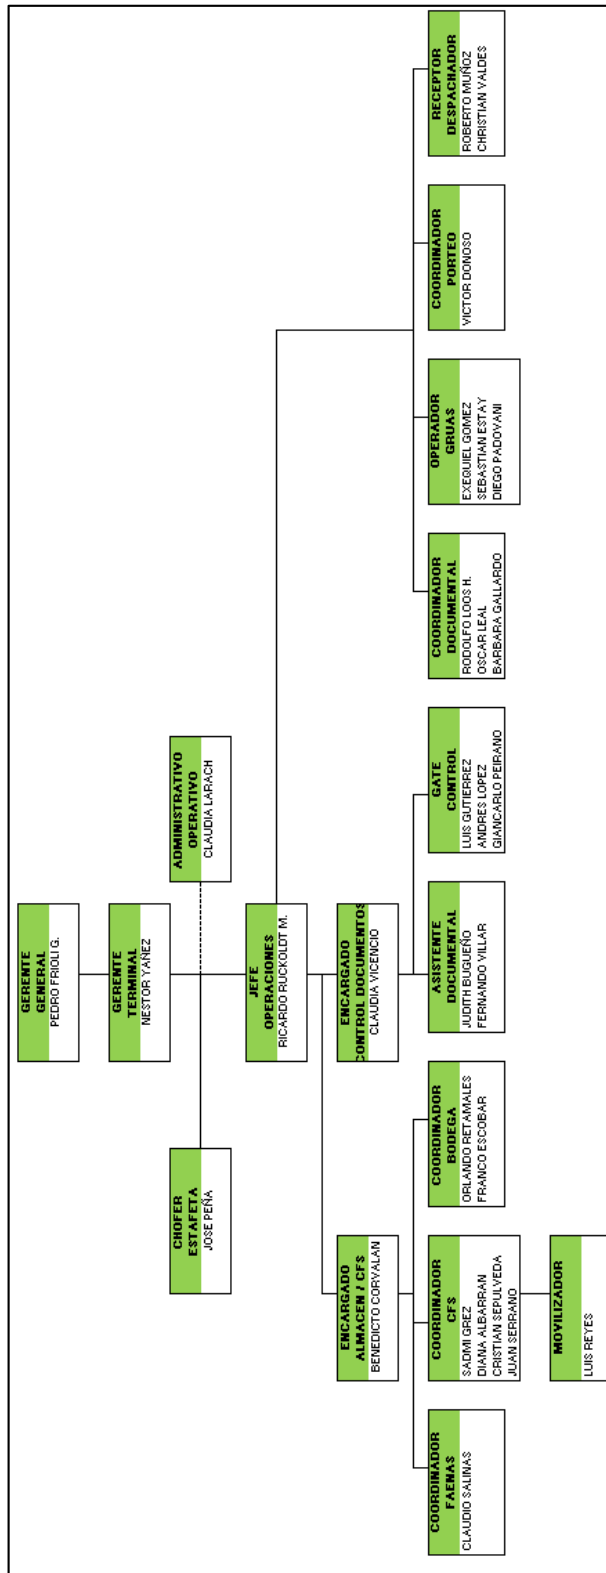 GERENTE
GENERAL
PEDRO FRIOLI G.
GERENTE
TERMINAL
NESTOR YAÑEZ
CHOFER
ESTAFETA
JOSE PEÑA
ADMINISTRATIVO
OPERATIVO
CLAUDIA LARACH
JEFE
OPERACIONES
RICARDO RUCKOLDT M.
ENCARGADO
ALMACEN / CFS
BENEDICTO CORVALAN
ENCARGADO
CONTROL DOCUMENTOS
CLAUDIA VICENCIO
COORDINADOR
FAENAS
CLAUDIO SALINAS
COORDINADOR
CFS
SADMI GREZ
DIANA ALBARRAN
CRISTIAN SEPULVEDA
JUAN SERRANO
COORDINADOR
BODEGA
ORLANDO RETAMALES
FRANCO ESCOBAR
ASISTENTE
DOCUMENTAL
JUDITH BUGUEÑO
FERNANDO VILLAR
GATE
CONTROL
LUIS GUTIERREZ
ANDRES LOPEZ
GIANCARLO PEIRANO
COORDINADOR
DOCUMENTAL
RODOLFO LOOS H.
OSCAR LEAL
BARBARA GALLARDO
OPERADOR
GRUAS
EXEQUIEL GOMEZ
SEBASTIAN ESTAY
DIEGO PADOVANI
COORDINADOR
PORTEO
VICTOR DONOSO
RECEPTOR
DESPACHADOR
ROBERTO MUÑOZ
CHRISTIAN VALDES
MOVILIZADOR
LUIS REYES